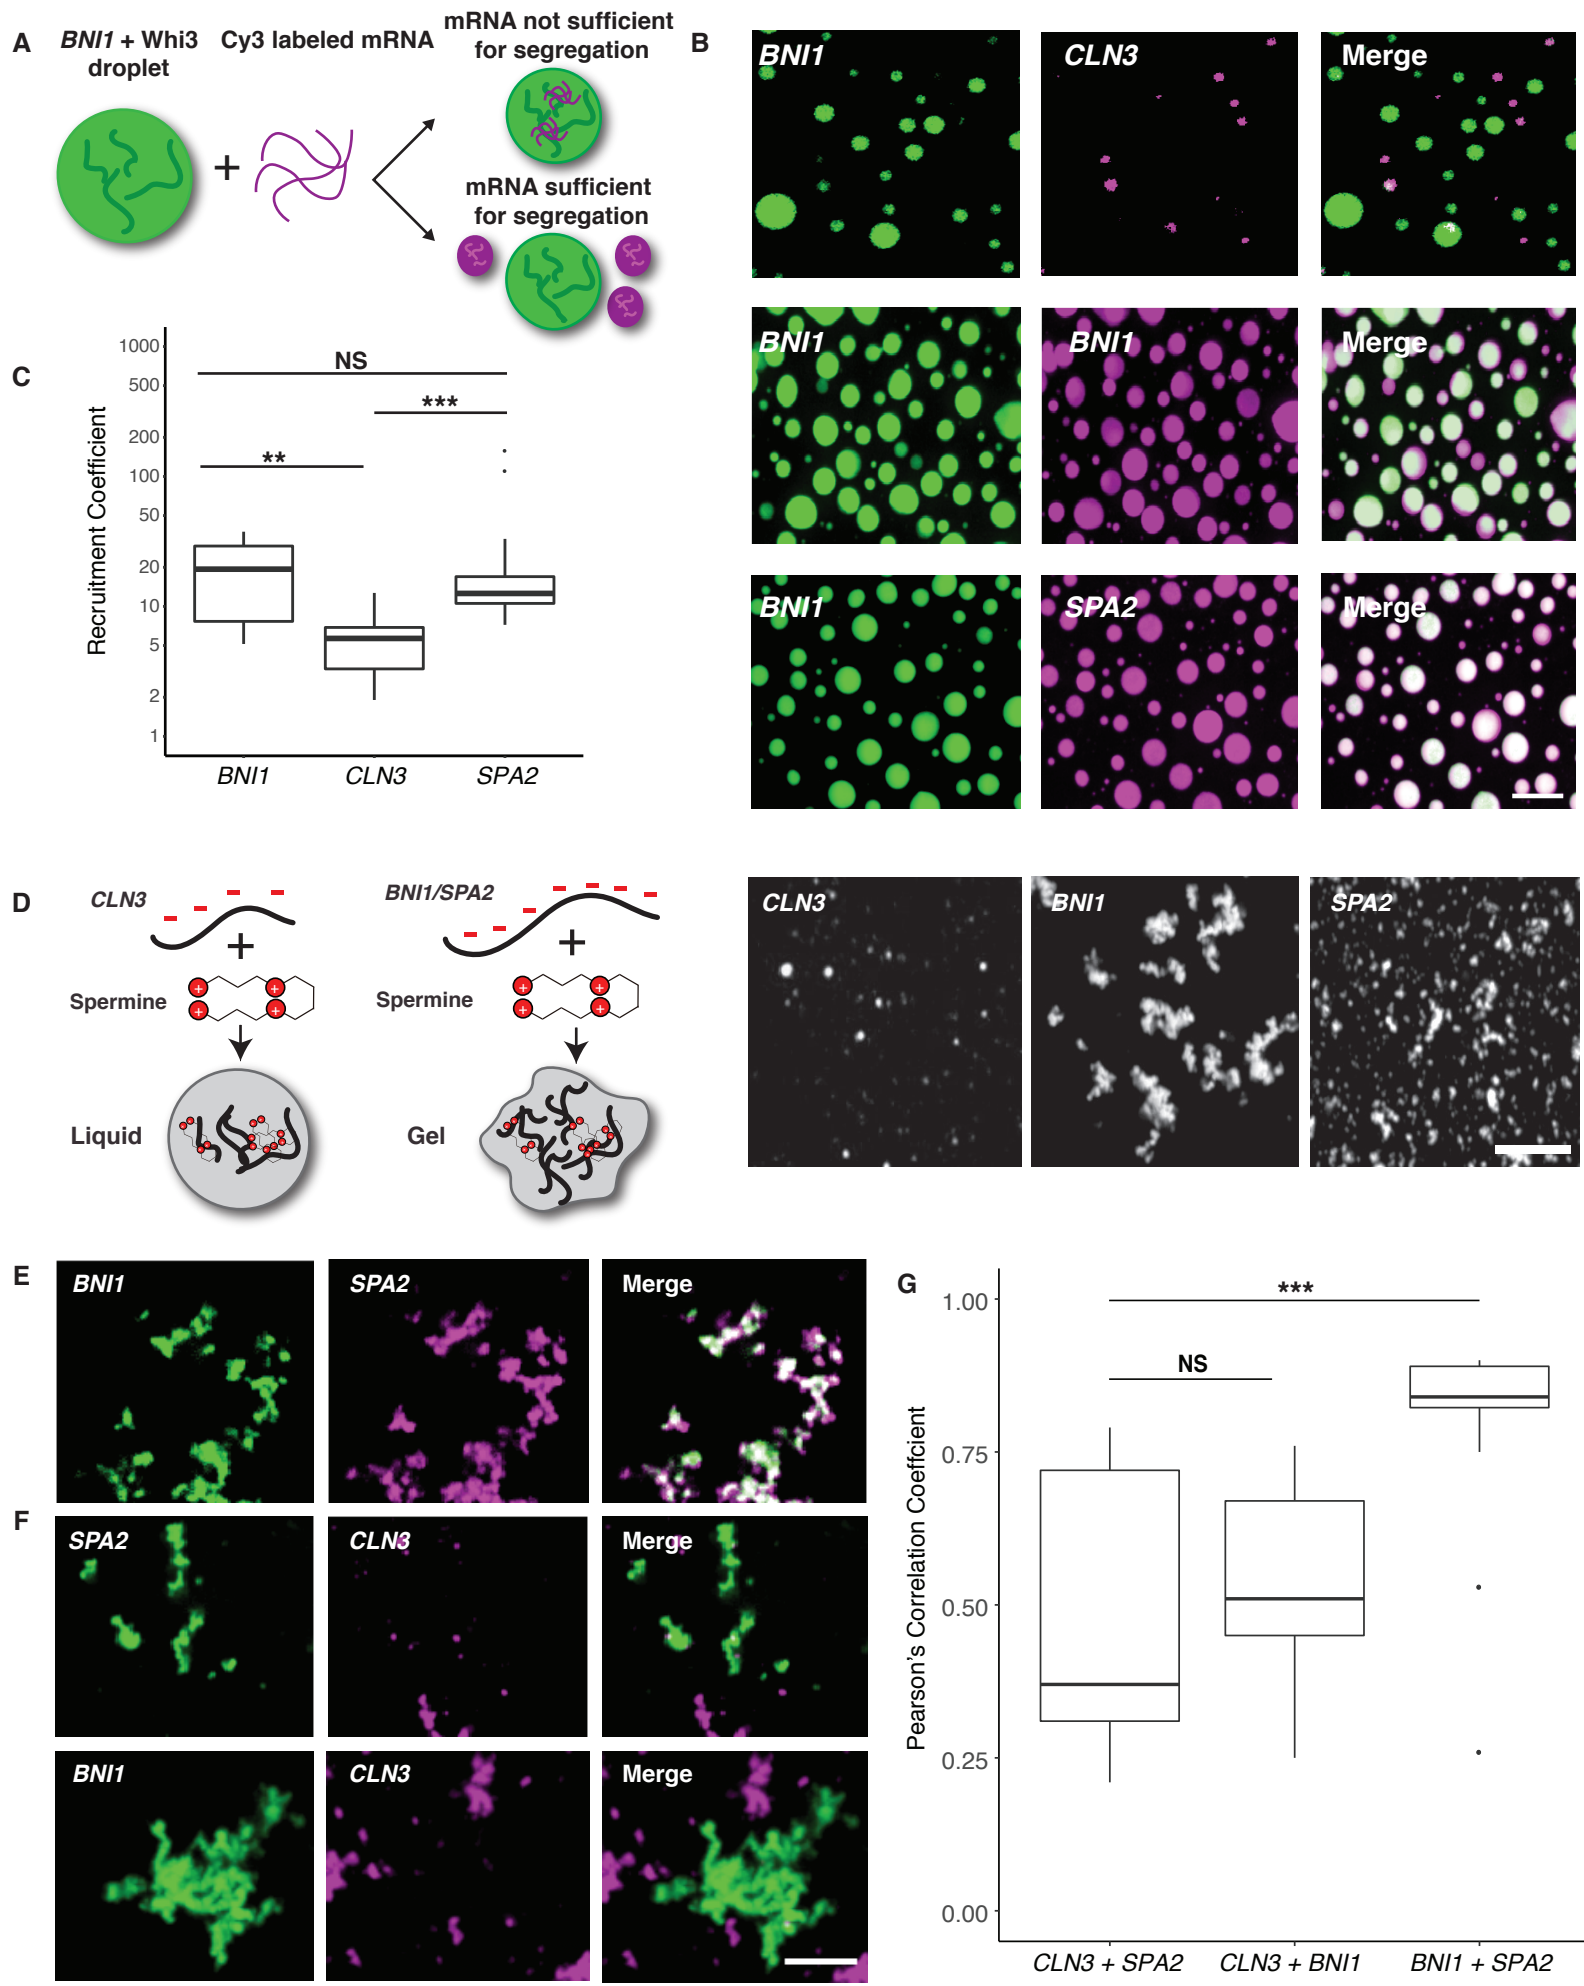 A
BNI1 + Whi3
droplet
Cy3 labeled mRNA
mRNA not sufficient
for segregation
+
mRNA sufficient
for segregation
B
BNI1
CLN3
Merge
BNI1
BNI1
Merge
BNI1
SPA2
Merge
C
Recruitment Coefficient
1000
500
200
100
50
20
10
5
2
1
NS
***
**
BNI1
CLN3
SPA2
D
CLN3
+
Spermine
+ +
+ +
Liquid
BNI1/SPA2
+
Spermine
+ +
+ +
Gel
CLN3
BNI1
SPA2
E
BNI1
SPA2
Merge
F
SPA2
CLN3
Merge
BNI1
CLN3
Merge
G
Pearson's Correlation Coeffcient
1.00
0.75
0.50
0.25
0.00
***
NS
CLN3 + SPA2
CLN3 + BNI1
BNI1 + SPA2